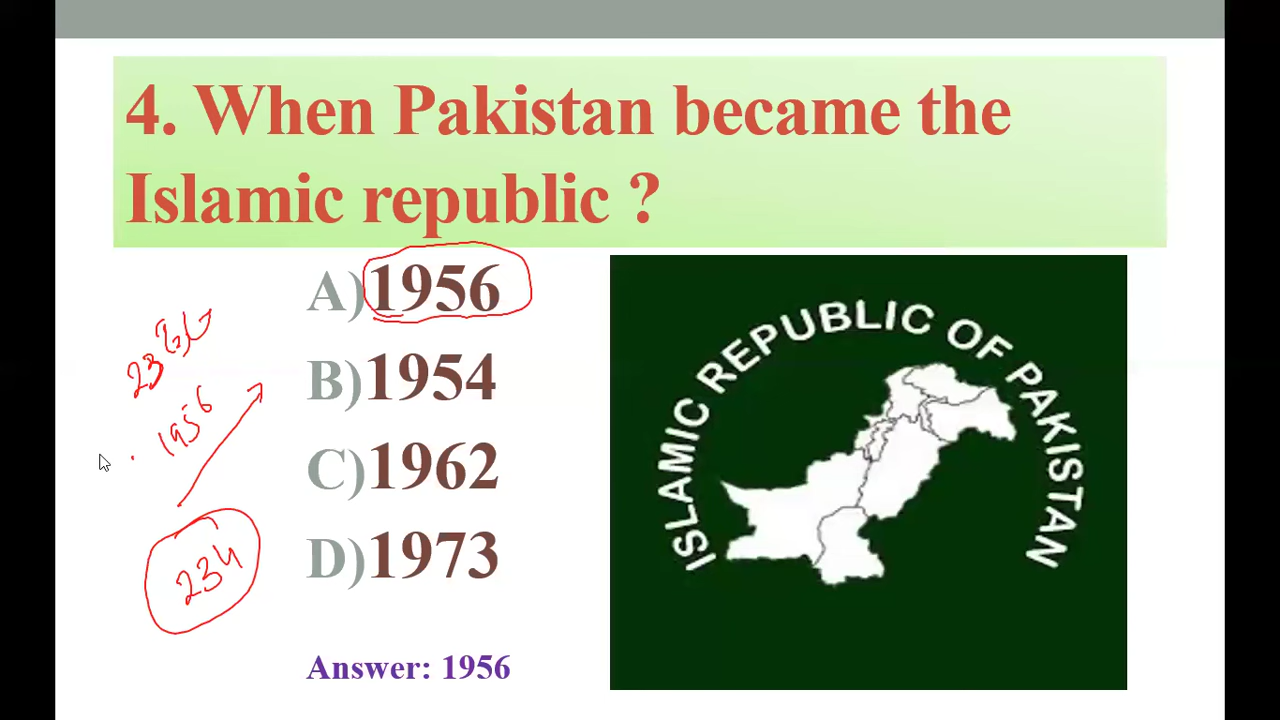 4. When Pakistan became the
Islamic republic ?
A)1956
B)1954
C)1962
D)1973
Answer: 1956
23
1956
234
ISLAMIC REPUBLIC OF PAKISTAN